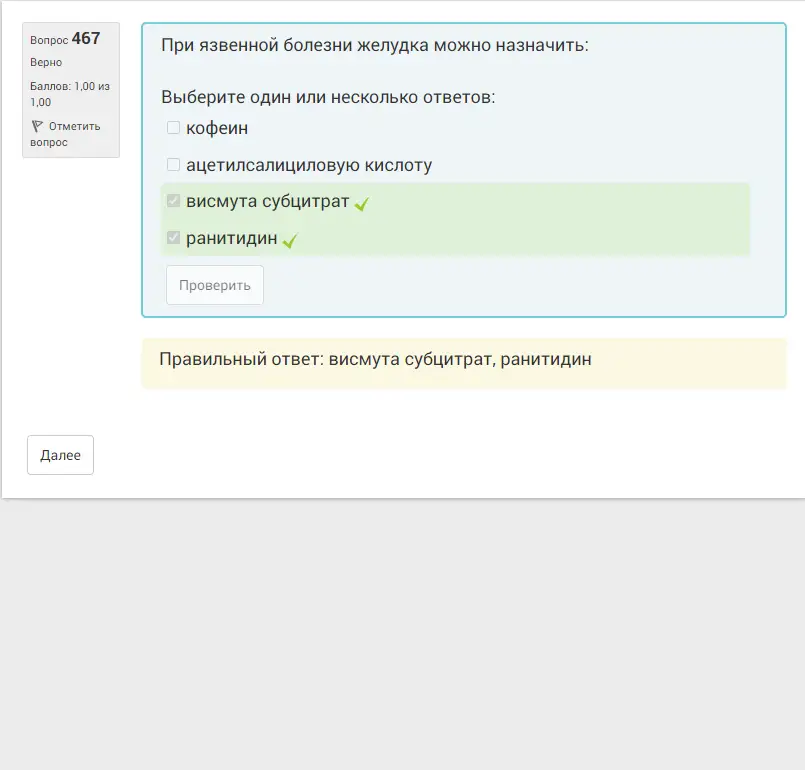 Вопрос 467
Верно
Баллов: 1,00 из
1,00
Отметить
вопрос
При язвенной болезни желудка можно назначить:
Выберите один или несколько ответов:
кофеин
ацетилсалициловую кислоту
висмута субцитрат
ранитидин
Проверить
Правильный ответ: висмута субцитрат, ранитидин
Далее